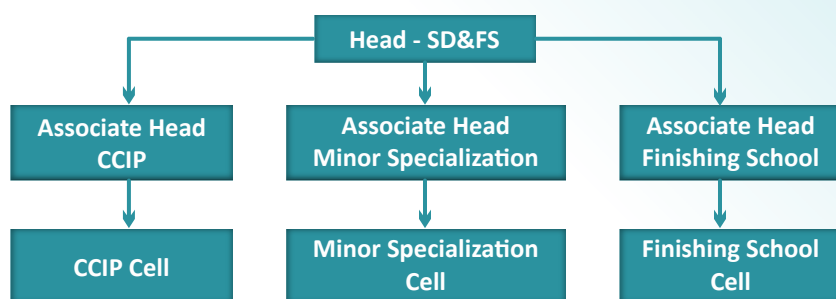 Head - SD&FS
Associate Head
CCIP
Associate Head
Minor Specialization
Associate Head
Finishing School
CCIP Cell
Minor Specialization
Cell
Finishing School
Cell